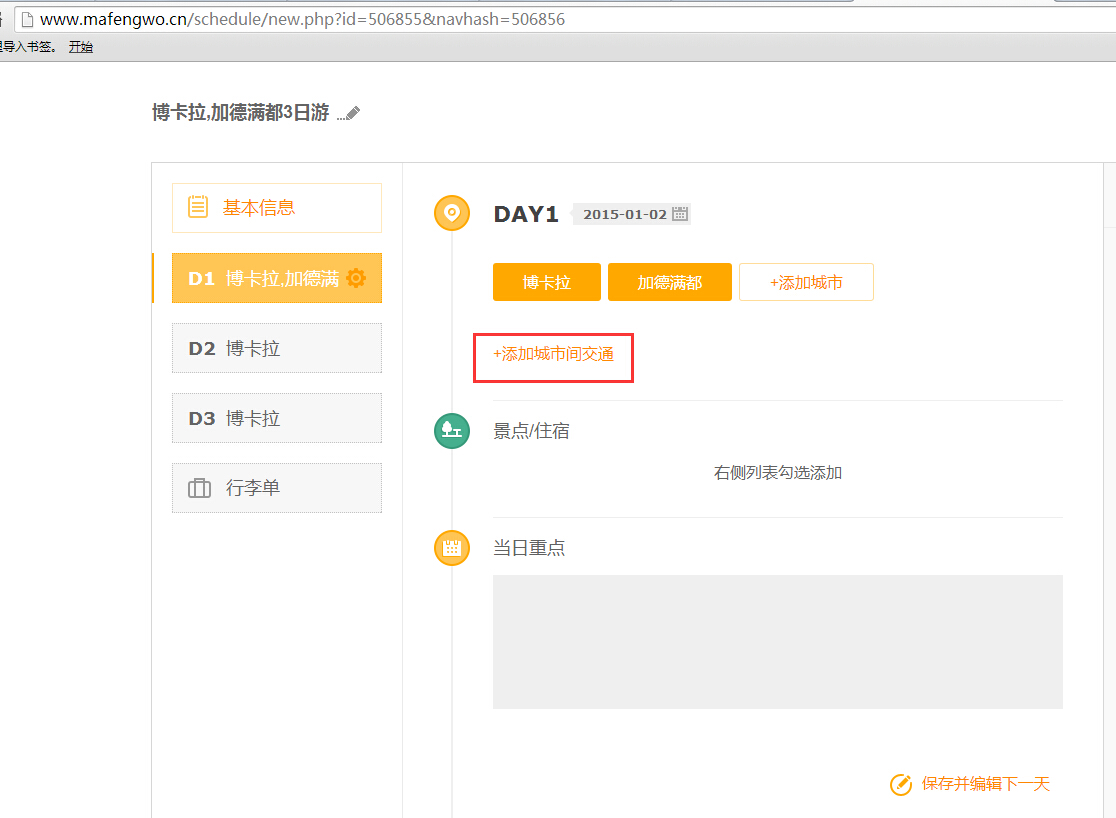 www.mafengwo.cn/schedule/new.php?id=506855&navhash=506856
导入书签。 开始
博卡拉,加德满都3日游 ...
基本信息
D1 博卡拉,加德满
D2 博卡拉
D3 博卡拉
行李单
DAY1 2015-01-02
博卡拉 加德满都 +添加城市
+添加城市间交通
景点/住宿
右侧列表勾选添加
当日重点
保存并编辑下一天